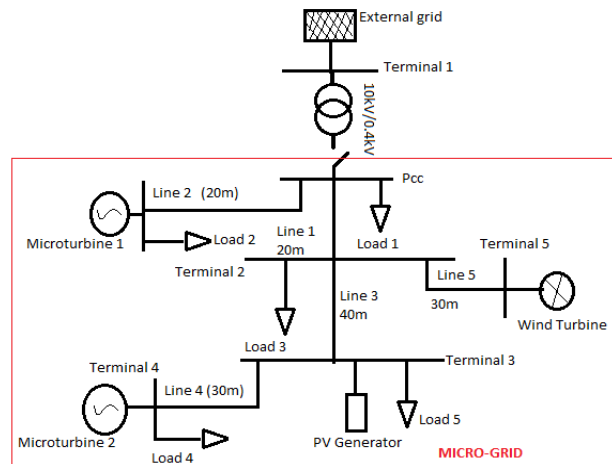 External grid
Terminal 1
10kV/0.4kV
Pcc
Line 2 (20m)
Microturbine 1
Load 2
Line 1
20m
Load 1
Terminal 5
Terminal 2
Line 5
30m
Line 3
40m
Wind Turbine
Load 3
Terminal 4
Terminal 3
Line 4 (30m)
Microturbine 2
Load 4
PV Generator
Load 5
MICRO-GRID